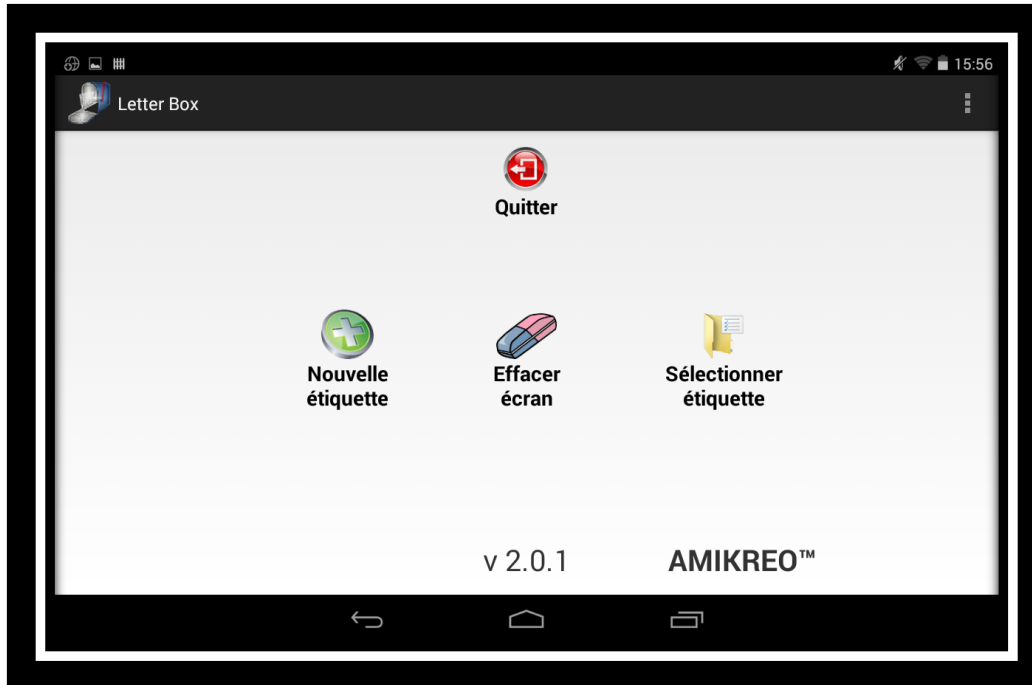 15:56
Letter Box
Quitter
Nouvelle
étiquette
Effacer
écran
Sélectionner
étiquette
v 2.0.1
AMIKREO™